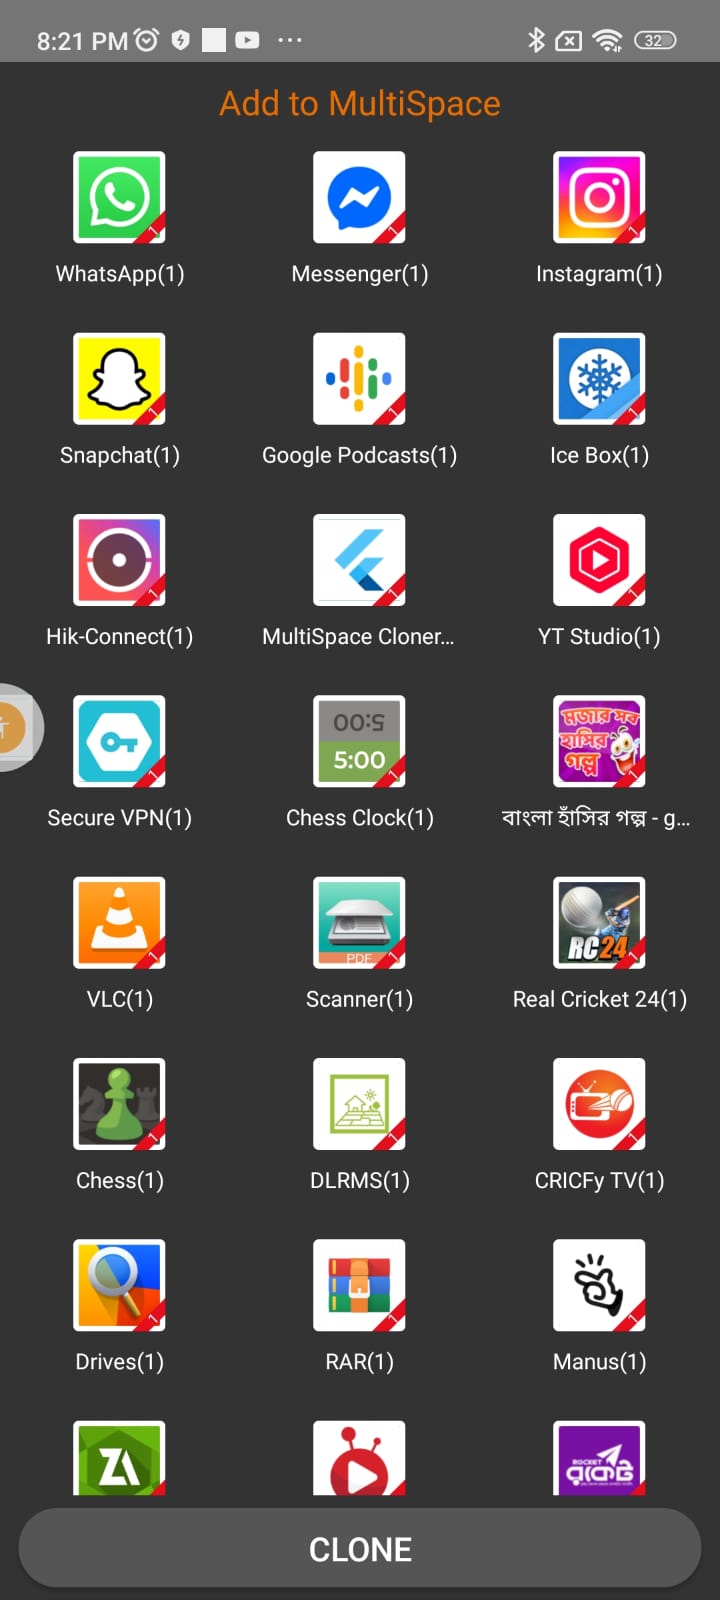 8:21 PM
32
Add to MultiSpace
WhatsApp(1)
Messenger(1)
Instagram(1)
Snapchat(1)
Google Podcasts(1)
Ice Box(1)
Hik-Connect(1)
MultiSpace Cloner...
YT Studio(1)
5:00
5:00
মজার সব
হাসির
গল্প
Secure VPN(1)
Chess Clock(1)
বাংলা হাঁসির গল্প - g...
PDF
RC24
VLC(1)
Scanner(1)
Real Cricket 24(1)
Chess(1)
DLRMS(1)
CRICFy TV(1)
Drives(1)
RAR(1)
Manus(1)
ZA
ROCKET
রকেট
CLONE